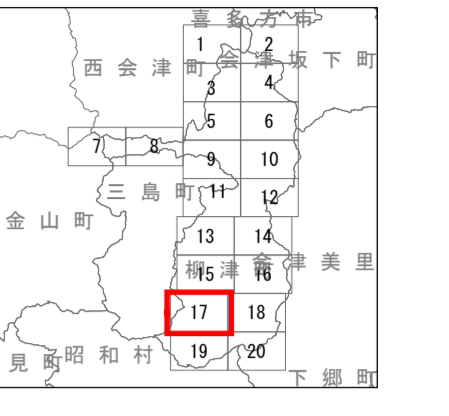 喜多方市
1 2
西会津町 会津坂下町
3 4
5 6
7 8
9 10
三島町 11 12
金山町
13 14
柳津町 会津美里
15 16
17 18
19 20
見町 昭和村
下郷町